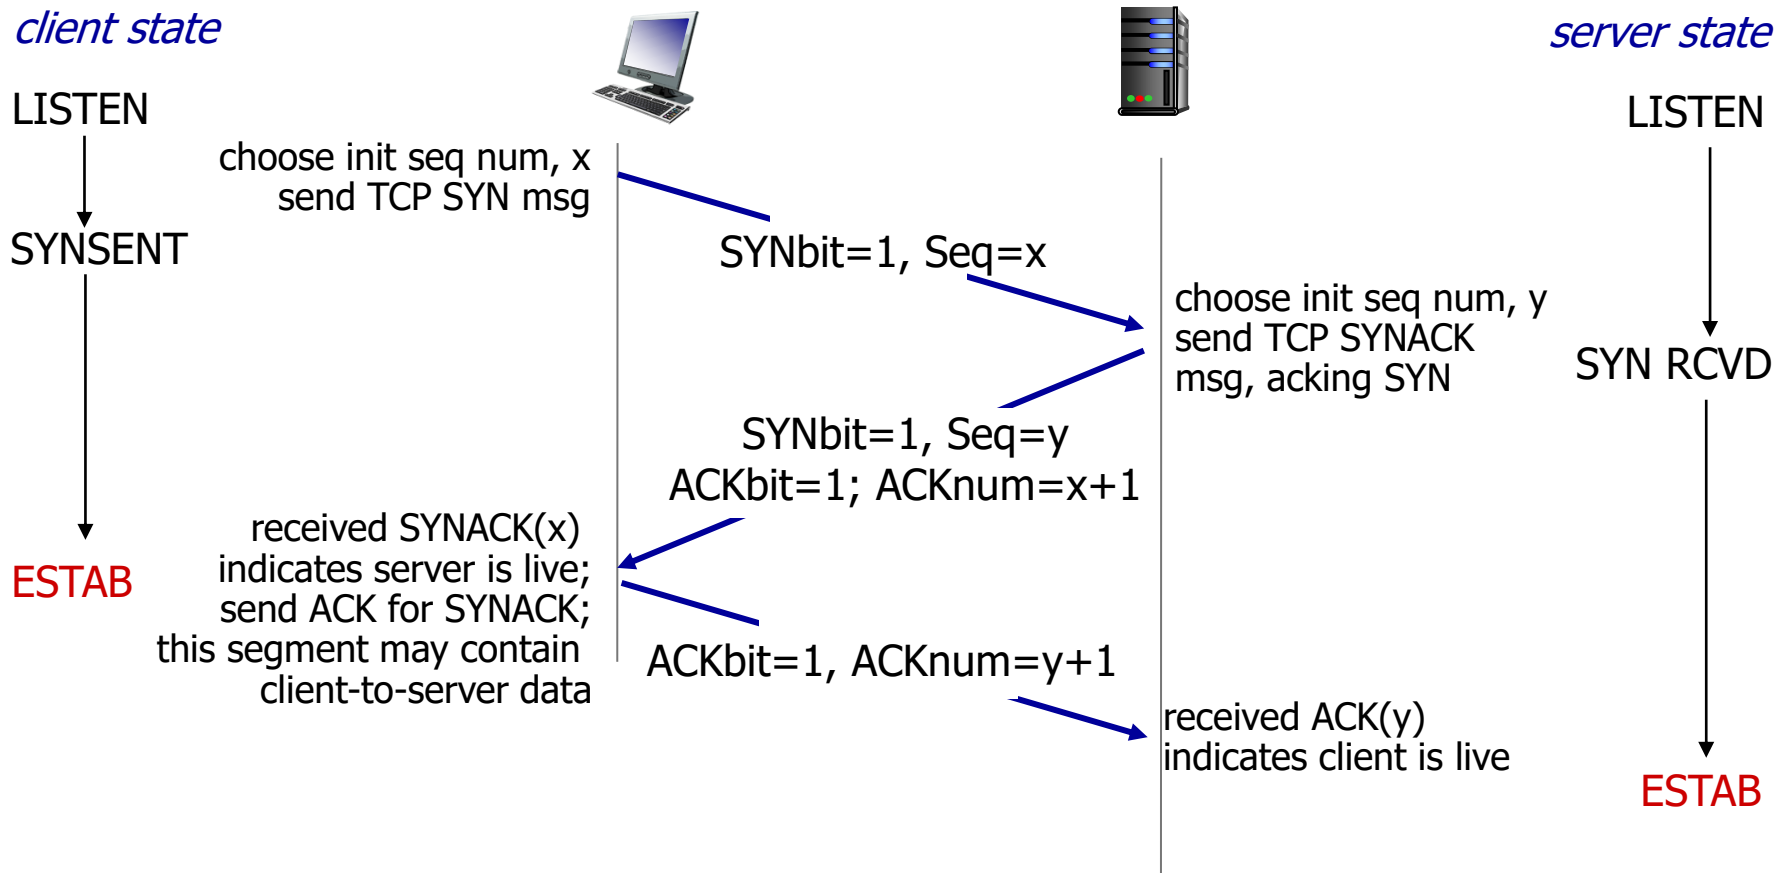 client state
server state
LISTEN
LISTEN
choose init seq num, x
send TCP SYN msg
SYNSENT
SYNbit=1, Seq=x
choose init seq num, y
send TCP SYNACK
msg, acking SYN
SYN RCVD
SYNbit=1, Seq=y
ACKbit=1; ACKnum=x+1
received SYNACK(x)
indicates server is live;
send ACK for SYNACK;
this segment may contain
client-to-server data
ESTAB
ACKbit=1, ACKnum=y+1
received ACK(y)
indicates client is live
ESTAB